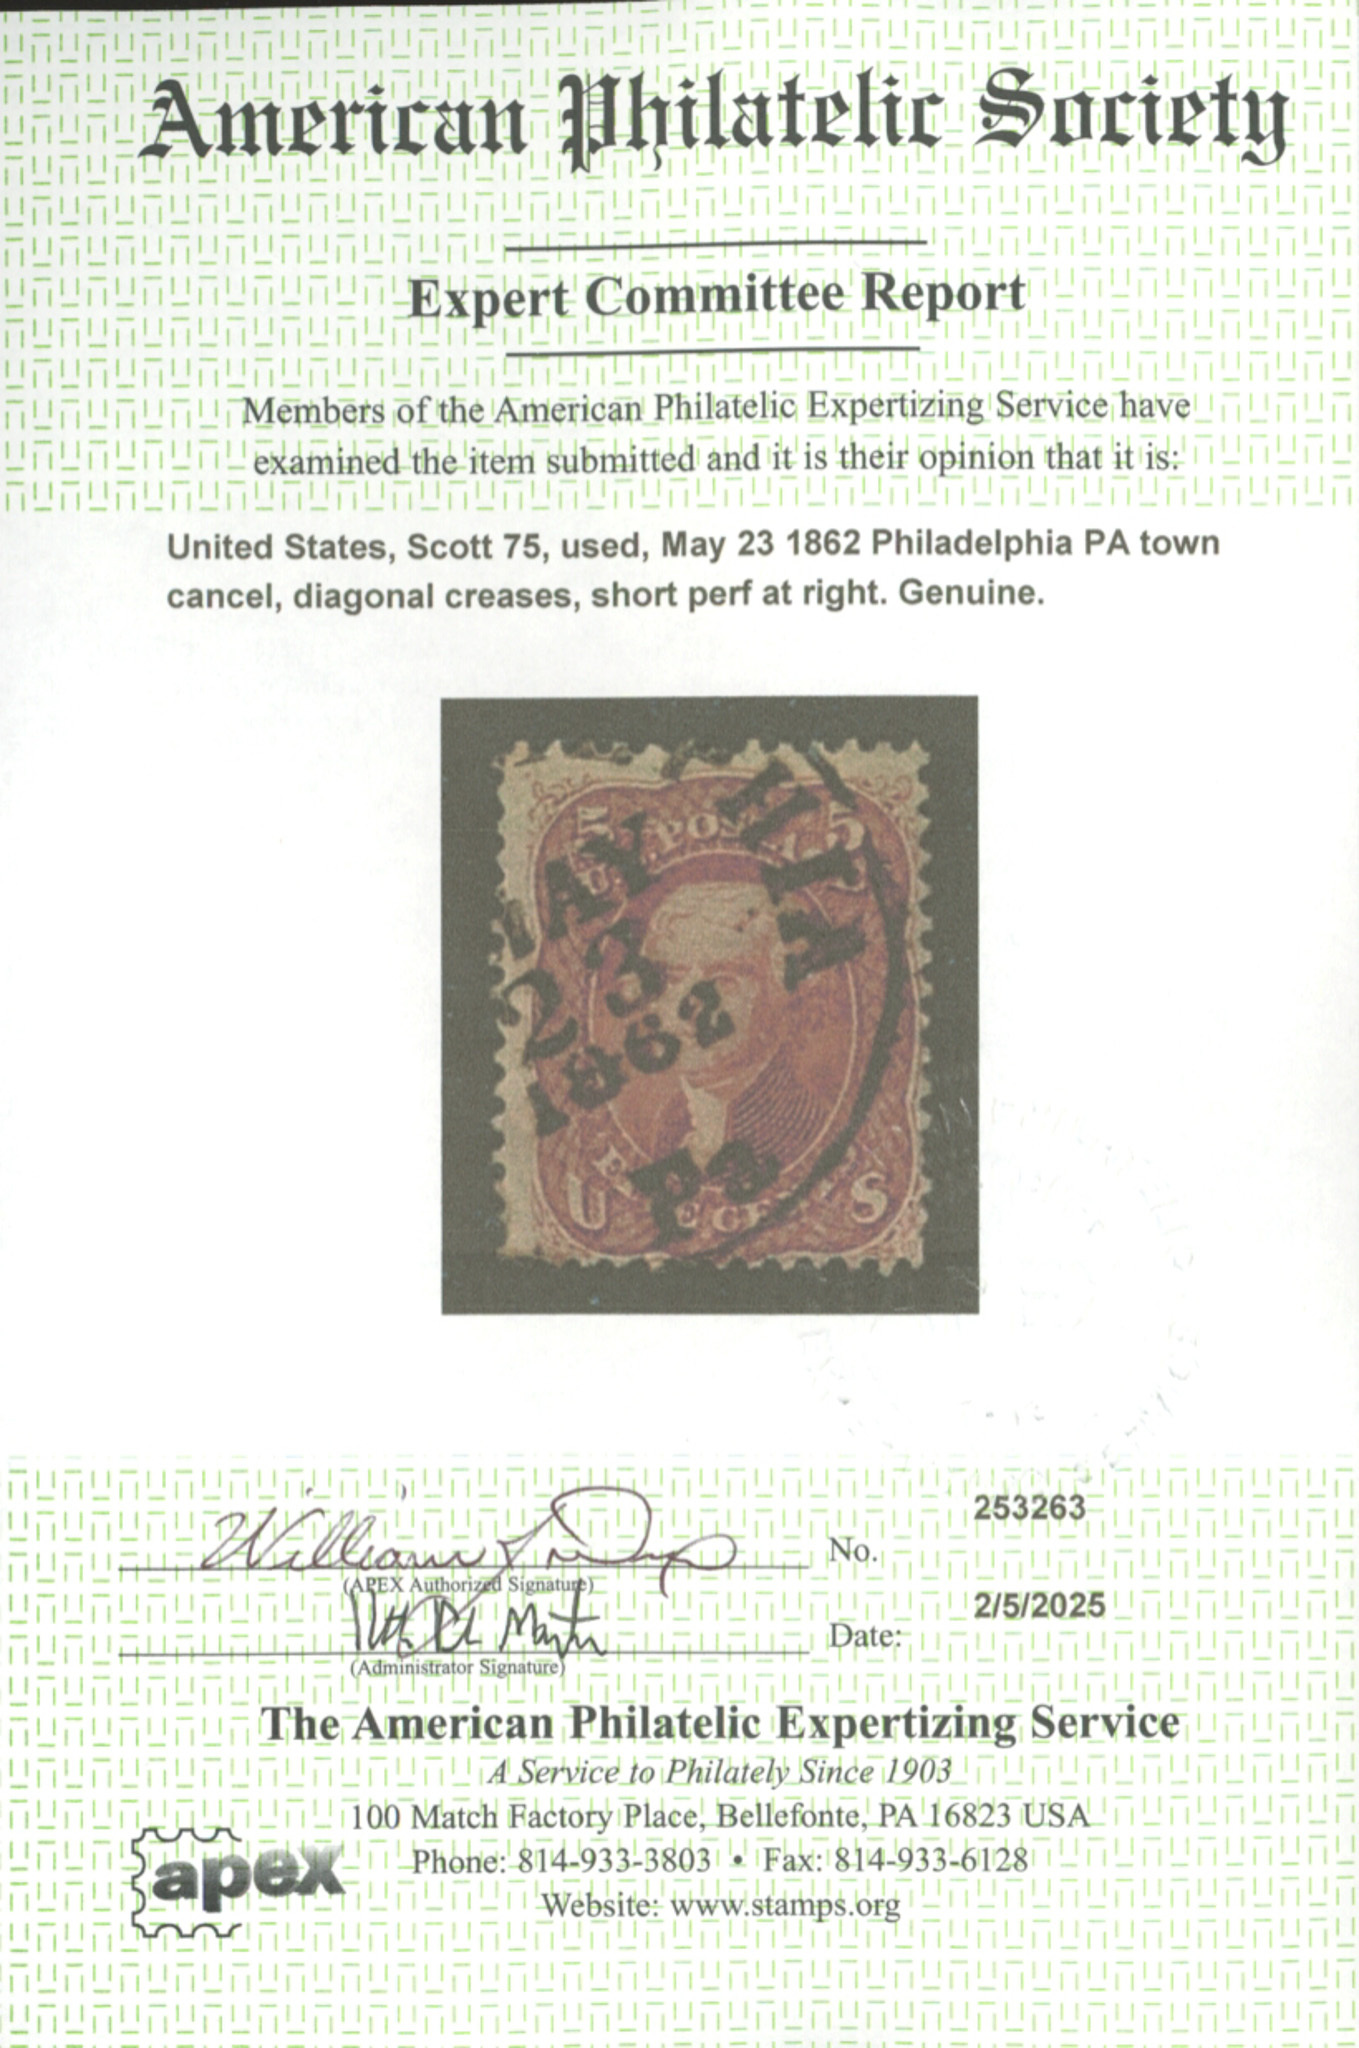 American Philatelic Society
Expert Committee Report
Members of the American Philatelic Expertizing Service have
examined the item submitted and it is their opinion that it is:
United States, Scott 75, used, May 23 1862 Philadelphia PA town
cancel, diagonal creases, short perf at right. Genuine.
5 U.S. POS 5
MAY
23
1862
Pa
U S
253263
No.
(APEX Authorized Signature)
2/5/2025
Date:
(Administrator Signature)
The American Philatelic Expertizing Service
A Service to Philately Since 1903
100 Match Factory Place, Bellefonte, PA 16823 USA
Phone: 814-933-3803 • Fax: 814-933-6128
Website: www.stamps.org
apex